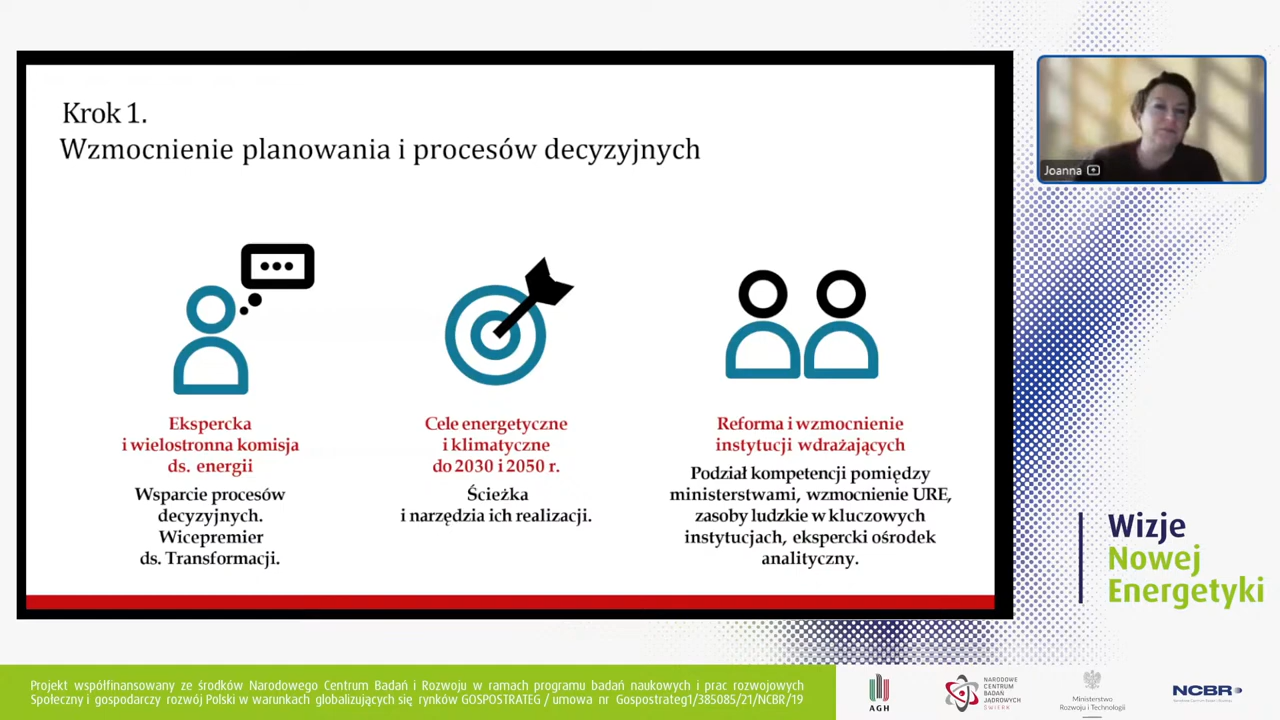 Krok 1.
Wzmocnienie planowania i procesów decyzyjnych
Ekspercka
i wielostronna komisja
ds. energii
Wsparcie procesów
decyzyjnych.
Wicepremier
ds. Transformacji.
Cele energetyczne
i klimatyczne
do 2030 i 2050 r.
Ścieżka
i narzędzia ich realizacji.
Reforma i wzmocnienie
instytucji wdrażających
Podział kompetencji pomiędzy
ministerstwami, wzmocnienie URE,
zasoby ludzkie w kluczowych
instytucjach, ekspercki ośrodek
analityczny.
Joanna
Wizje
Nowej
Energetyki
Projekt współfinansowany ze środków Narodowego Centrum Badań i Rozwoju w ramach programu badań naukowych i prac rozwojowych
Społeczny i gospodarczy rozwój Polski w warunkach globalizujących się rynków GOSPOSTRATEG / umowa nr Gospostrateg1/385085/21/NCBR/19
AGH
NARODOWE
CENTRUM
BADAŃ
JĄDROWYCH
ŚWIERK
Ministerstwo
Rozwoju i Technologii
NCBR